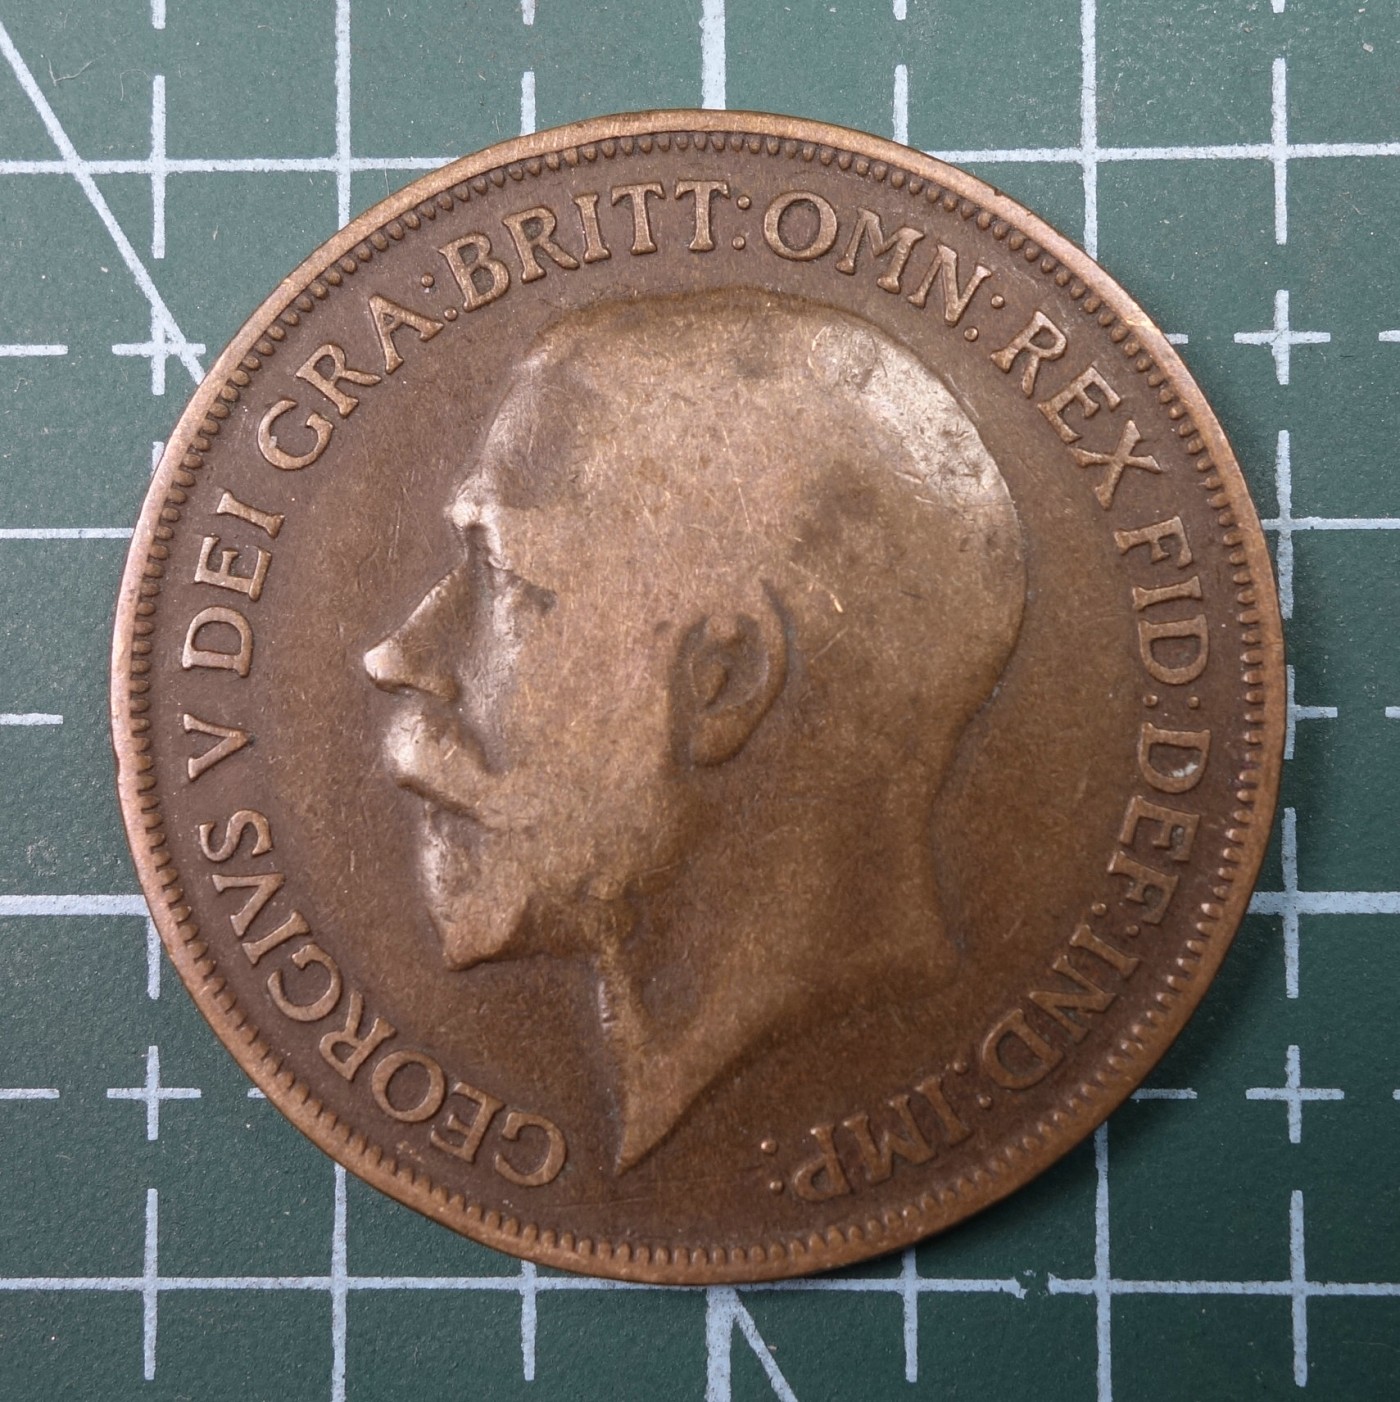 GEORGIVS V DEI GRA:BRITT:OMN:REX FID:DEF:IND:IMP: